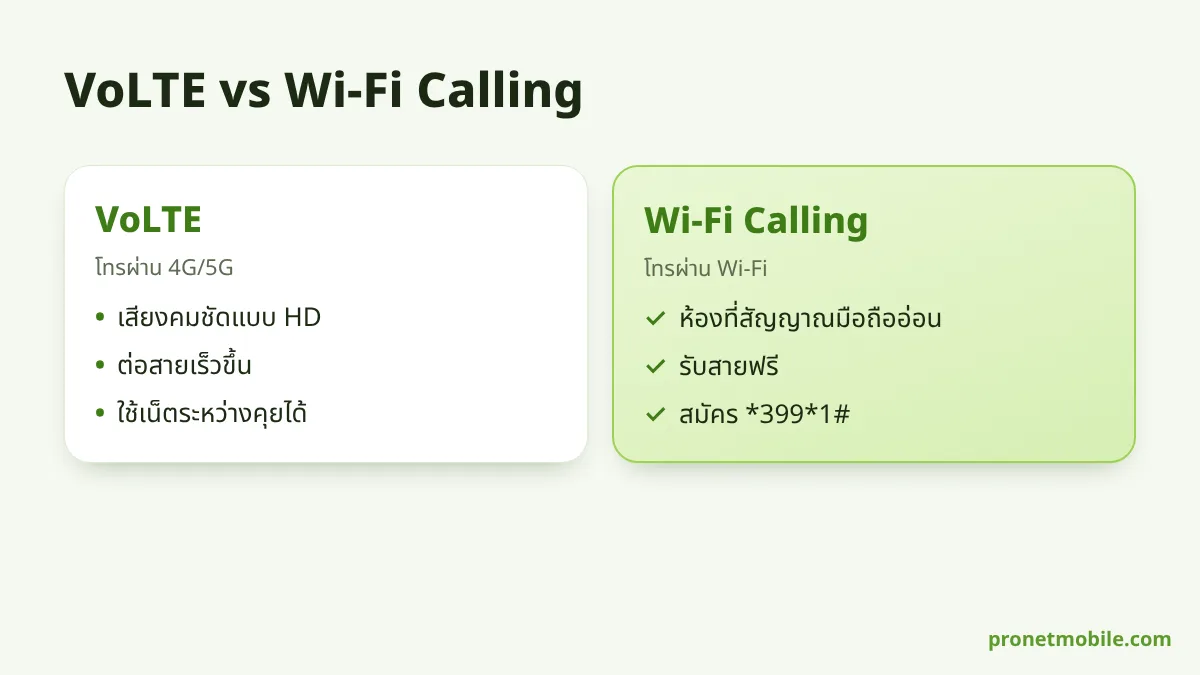 VoLTE vs Wi-Fi Calling
VoLTE
โทรผ่าน 4G/5G
• เสียงคมชัดแบบ HD
• ต่อสายเร็วขึ้น
• ใช้เน็ตระหว่างคุยได้
Wi-Fi Calling
โทรผ่าน Wi-Fi
✓ ห้องที่สัญญาณมือถืออ่อน
✓ รับสายฟรี
✓ สมัคร *399*1#
pronetmobile.com